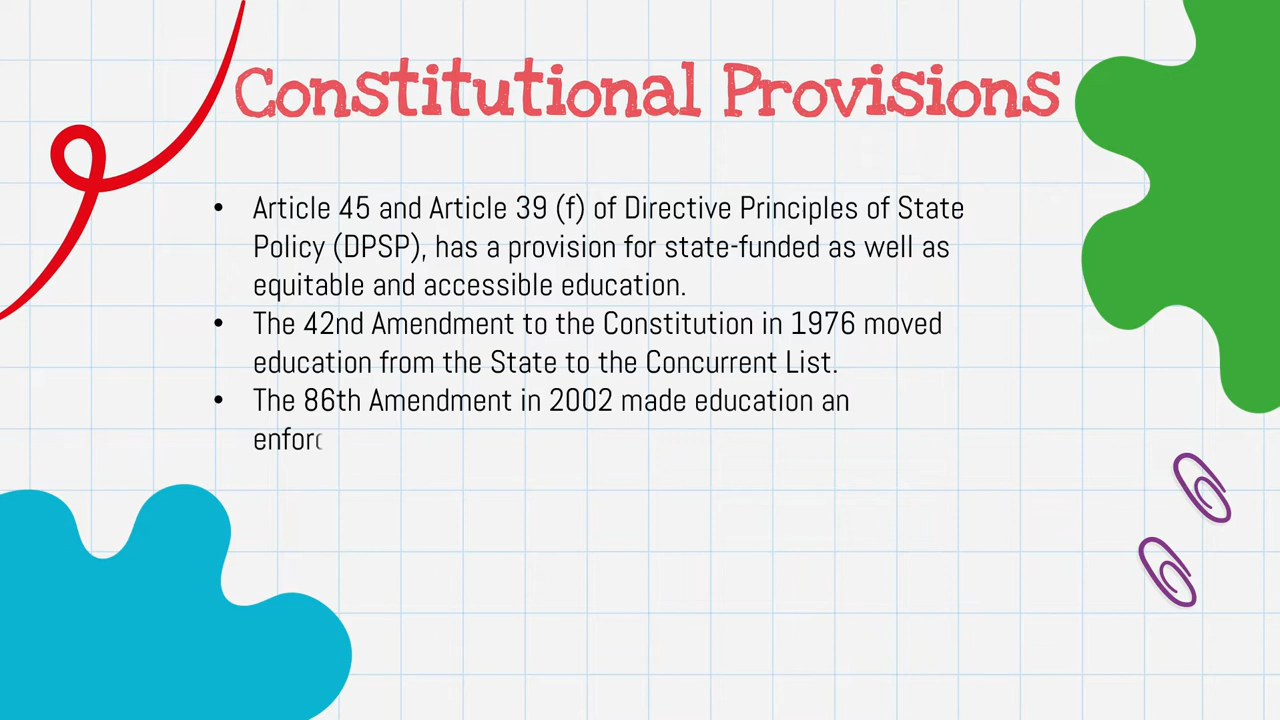 Constitutional Provisions
• Article 45 and Article 39 (f) of Directive Principles of State
Policy (DPSP), has a provision for state-funded as well as
equitable and accessible education.
• The 42nd Amendment to the Constitution in 1976 moved
education from the State to the Concurrent List.
• The 86th Amendment in 2002 made education an
enforc